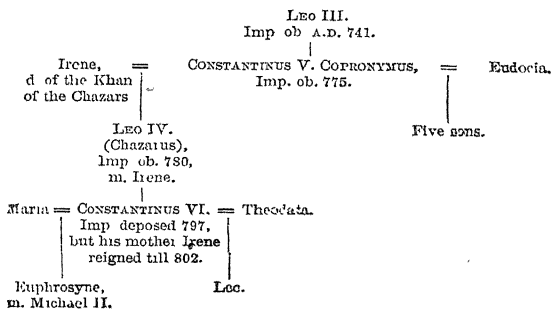 LEO III.
Imp ob A.D. 741.
Irene, = CONSTANTINUS V. COPRONYMUS, = Eudocia.
d of the Khan Imp. ob. 775.
of the Chazars
LEO IV. Five sons.
(Chazarus),
Imp ob. 780,
m. Irene.
Maria = CONSTANTINUS VI. = Theodata.
Imp deposed 797,
but his mother Irene
reigned till 802.
Euphrosyne, Leo.
m. Michael II.